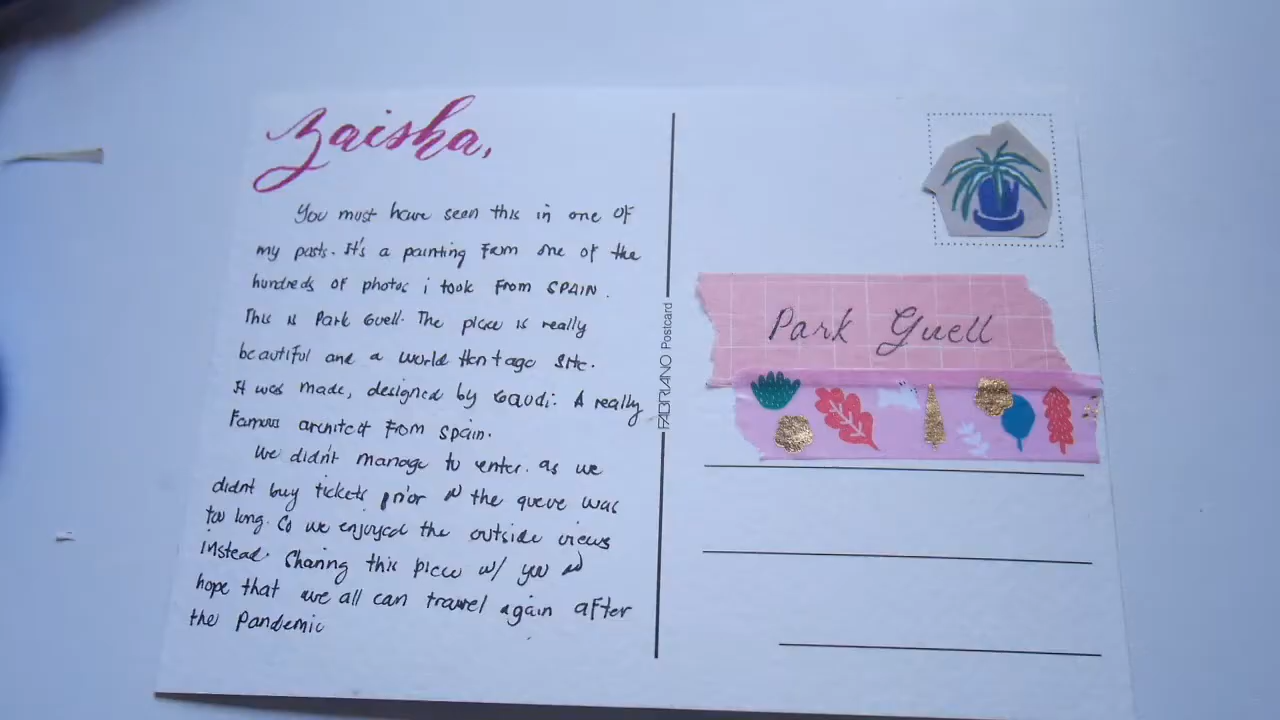 Zaisha,
You must have seen this in one of
my posts. It's a painting from one of the
hundreds of photos i took from SPAIN.
This is Park Guell. The place is really
beautiful and a world Heritage Site.
It was made, designed by Gaudi. A really
Famous architect from Spain.
We didn't manage to enter. as we
didnt buy tickets prior & the queue was
too long. So we enjoyed the outside views
instead. Sharing this piece w/ you &
hope that we all can travel again after
the Pandemic
FABRIANO Postcard
Park Guell